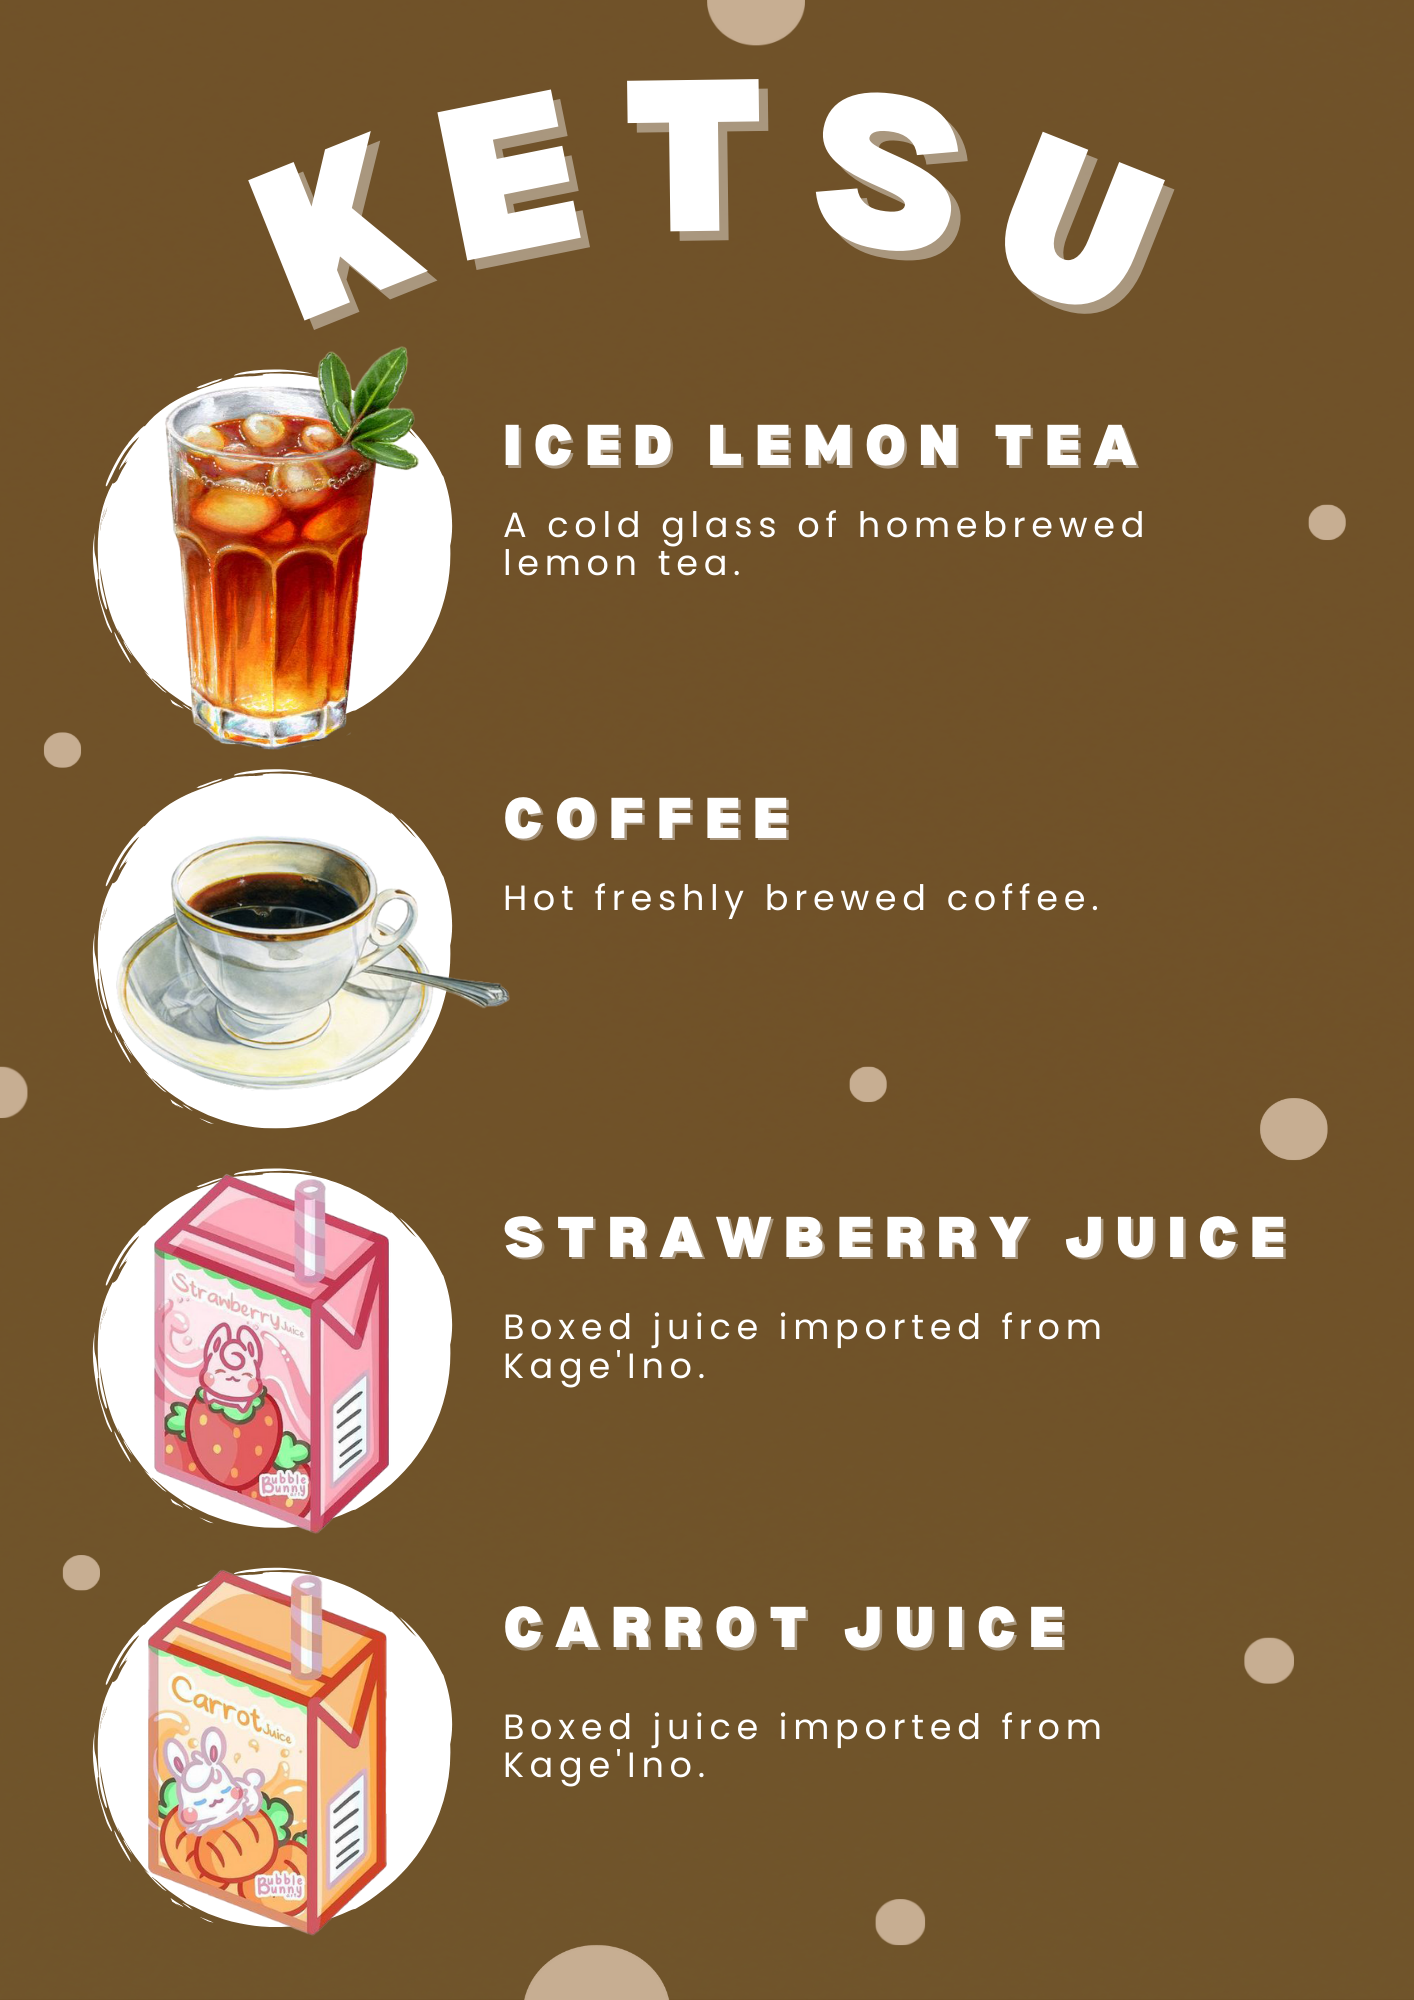 KETSU
ICED LEMON TEA
A cold glass of homebrewed
lemon tea.
COFFEE
Hot freshly brewed coffee.
STRAWBERRY JUICE
Boxed juice imported from
Kage'Ino.
Strawberry Juice
Bubble
Bunny
CARROT JUICE
Boxed juice imported from
Kage'Ino.
Carrot Juice
Bubble
Bunny